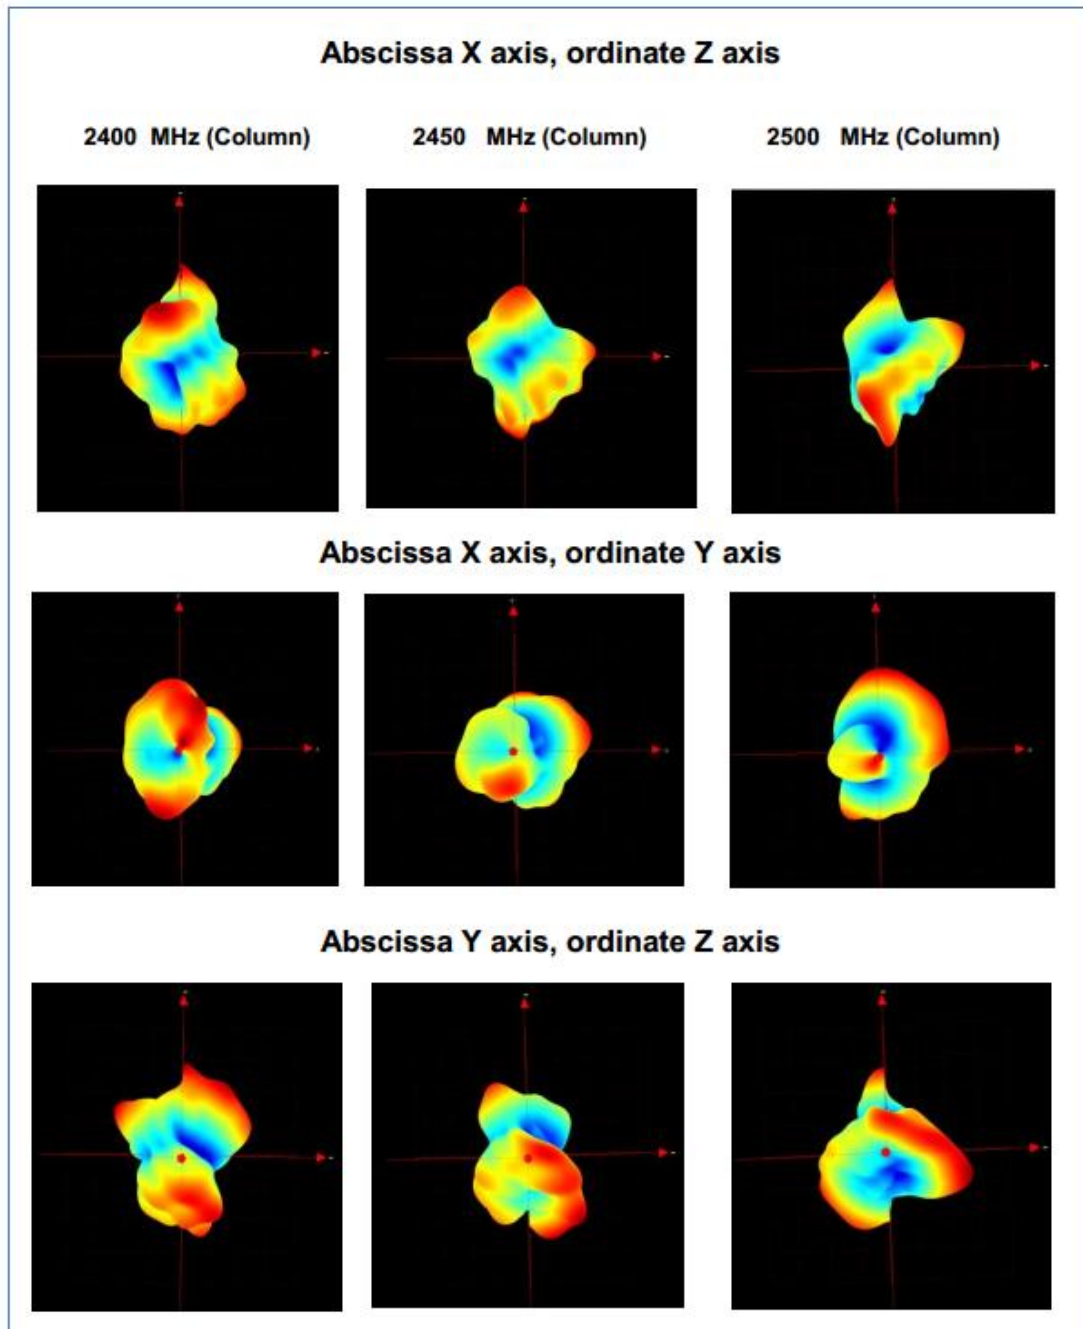 Abscissa X axis, ordinate Z axis
2400 MHz (Column) 2450 MHz (Column) 2500 MHz (Column)
Abscissa X axis, ordinate Y axis
Abscissa Y axis, ordinate Z axis